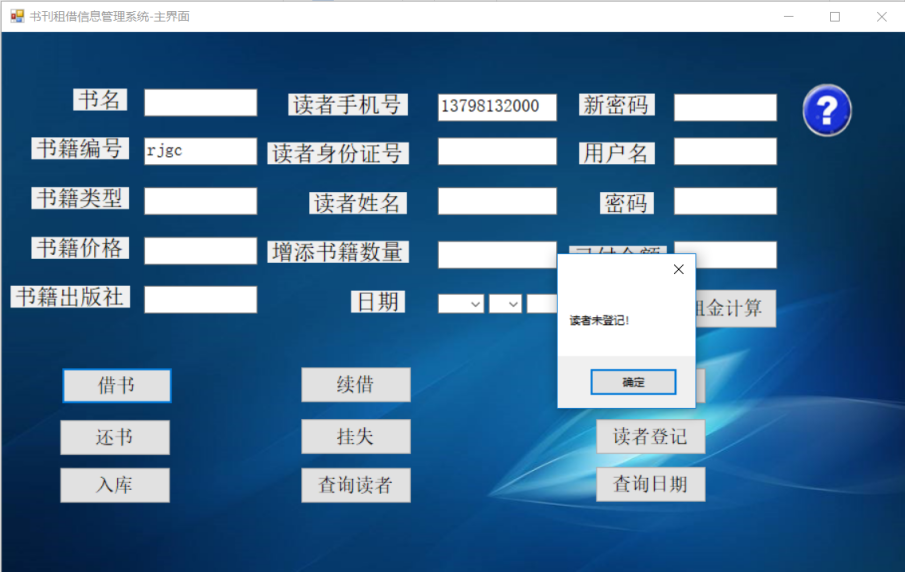 书刊租借信息管理系统-主界面
书名
读者手机号
13798132000
新密码
?
书籍编号
rjgc
读者身份证号
用户名
书籍类型
读者姓名
密码
书籍价格
增添书籍数量
书籍出版社
日期
租金计算
读者未登记!
确定
借书
续借
还书
挂失
读者登记
入库
查询读者
查询日期